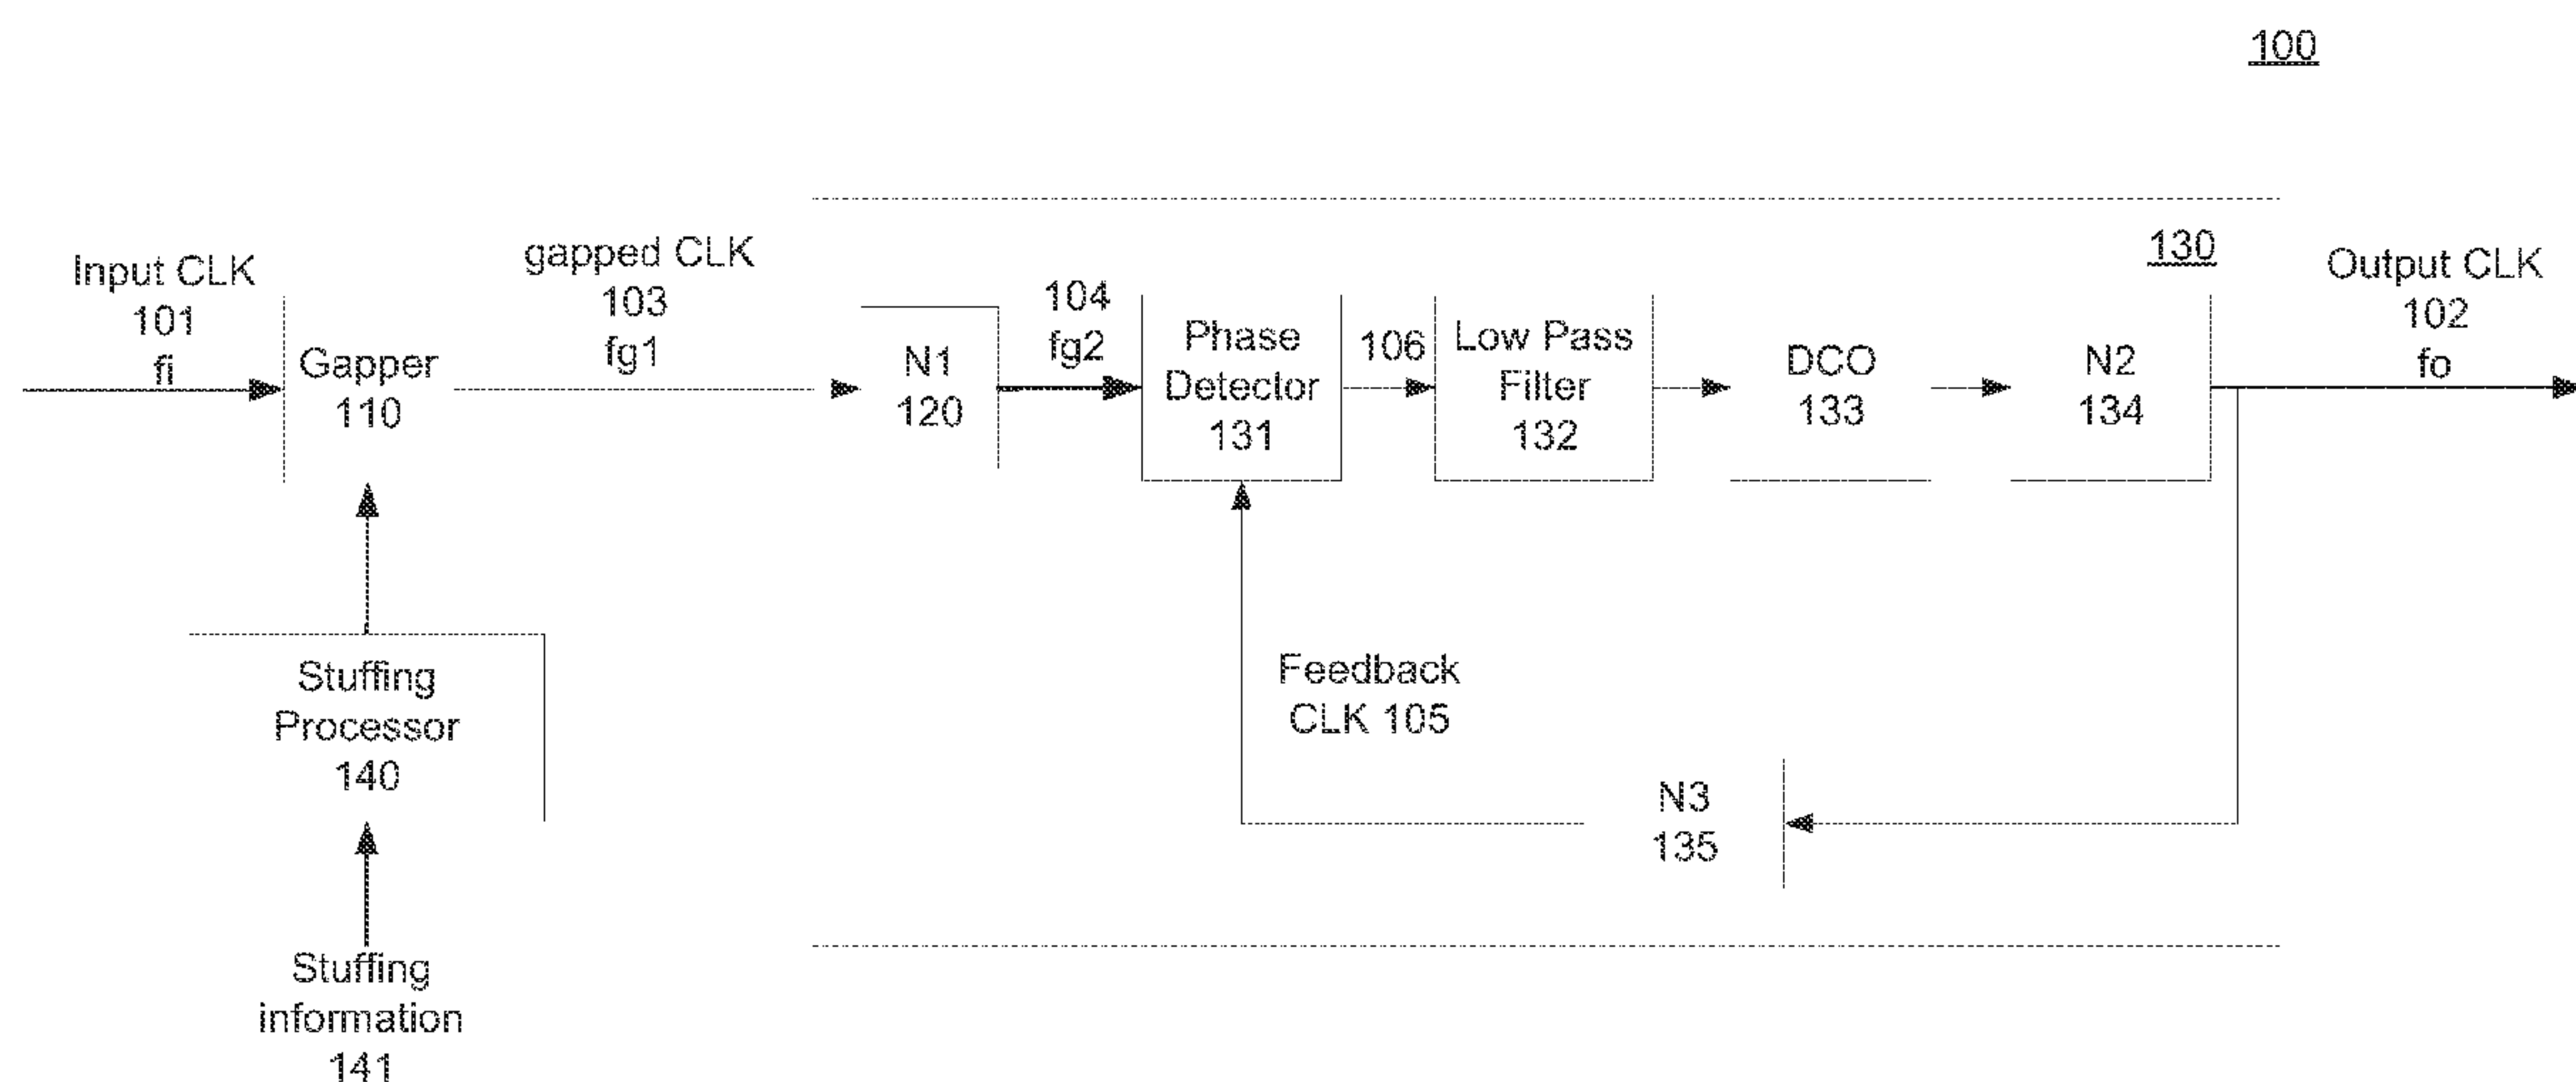 100
Input CLK
101
fi
Gapper
110
gapped CLK
103
fg1
N1
120
104
fg2
Phase
Detector
131
106
Low Pass
Filter
132
DCO
133
130
N2
134
Output CLK
102
fo
Stuffing
Processor
140
Feedback
CLK 105
N3
135
Stuffing
information
141